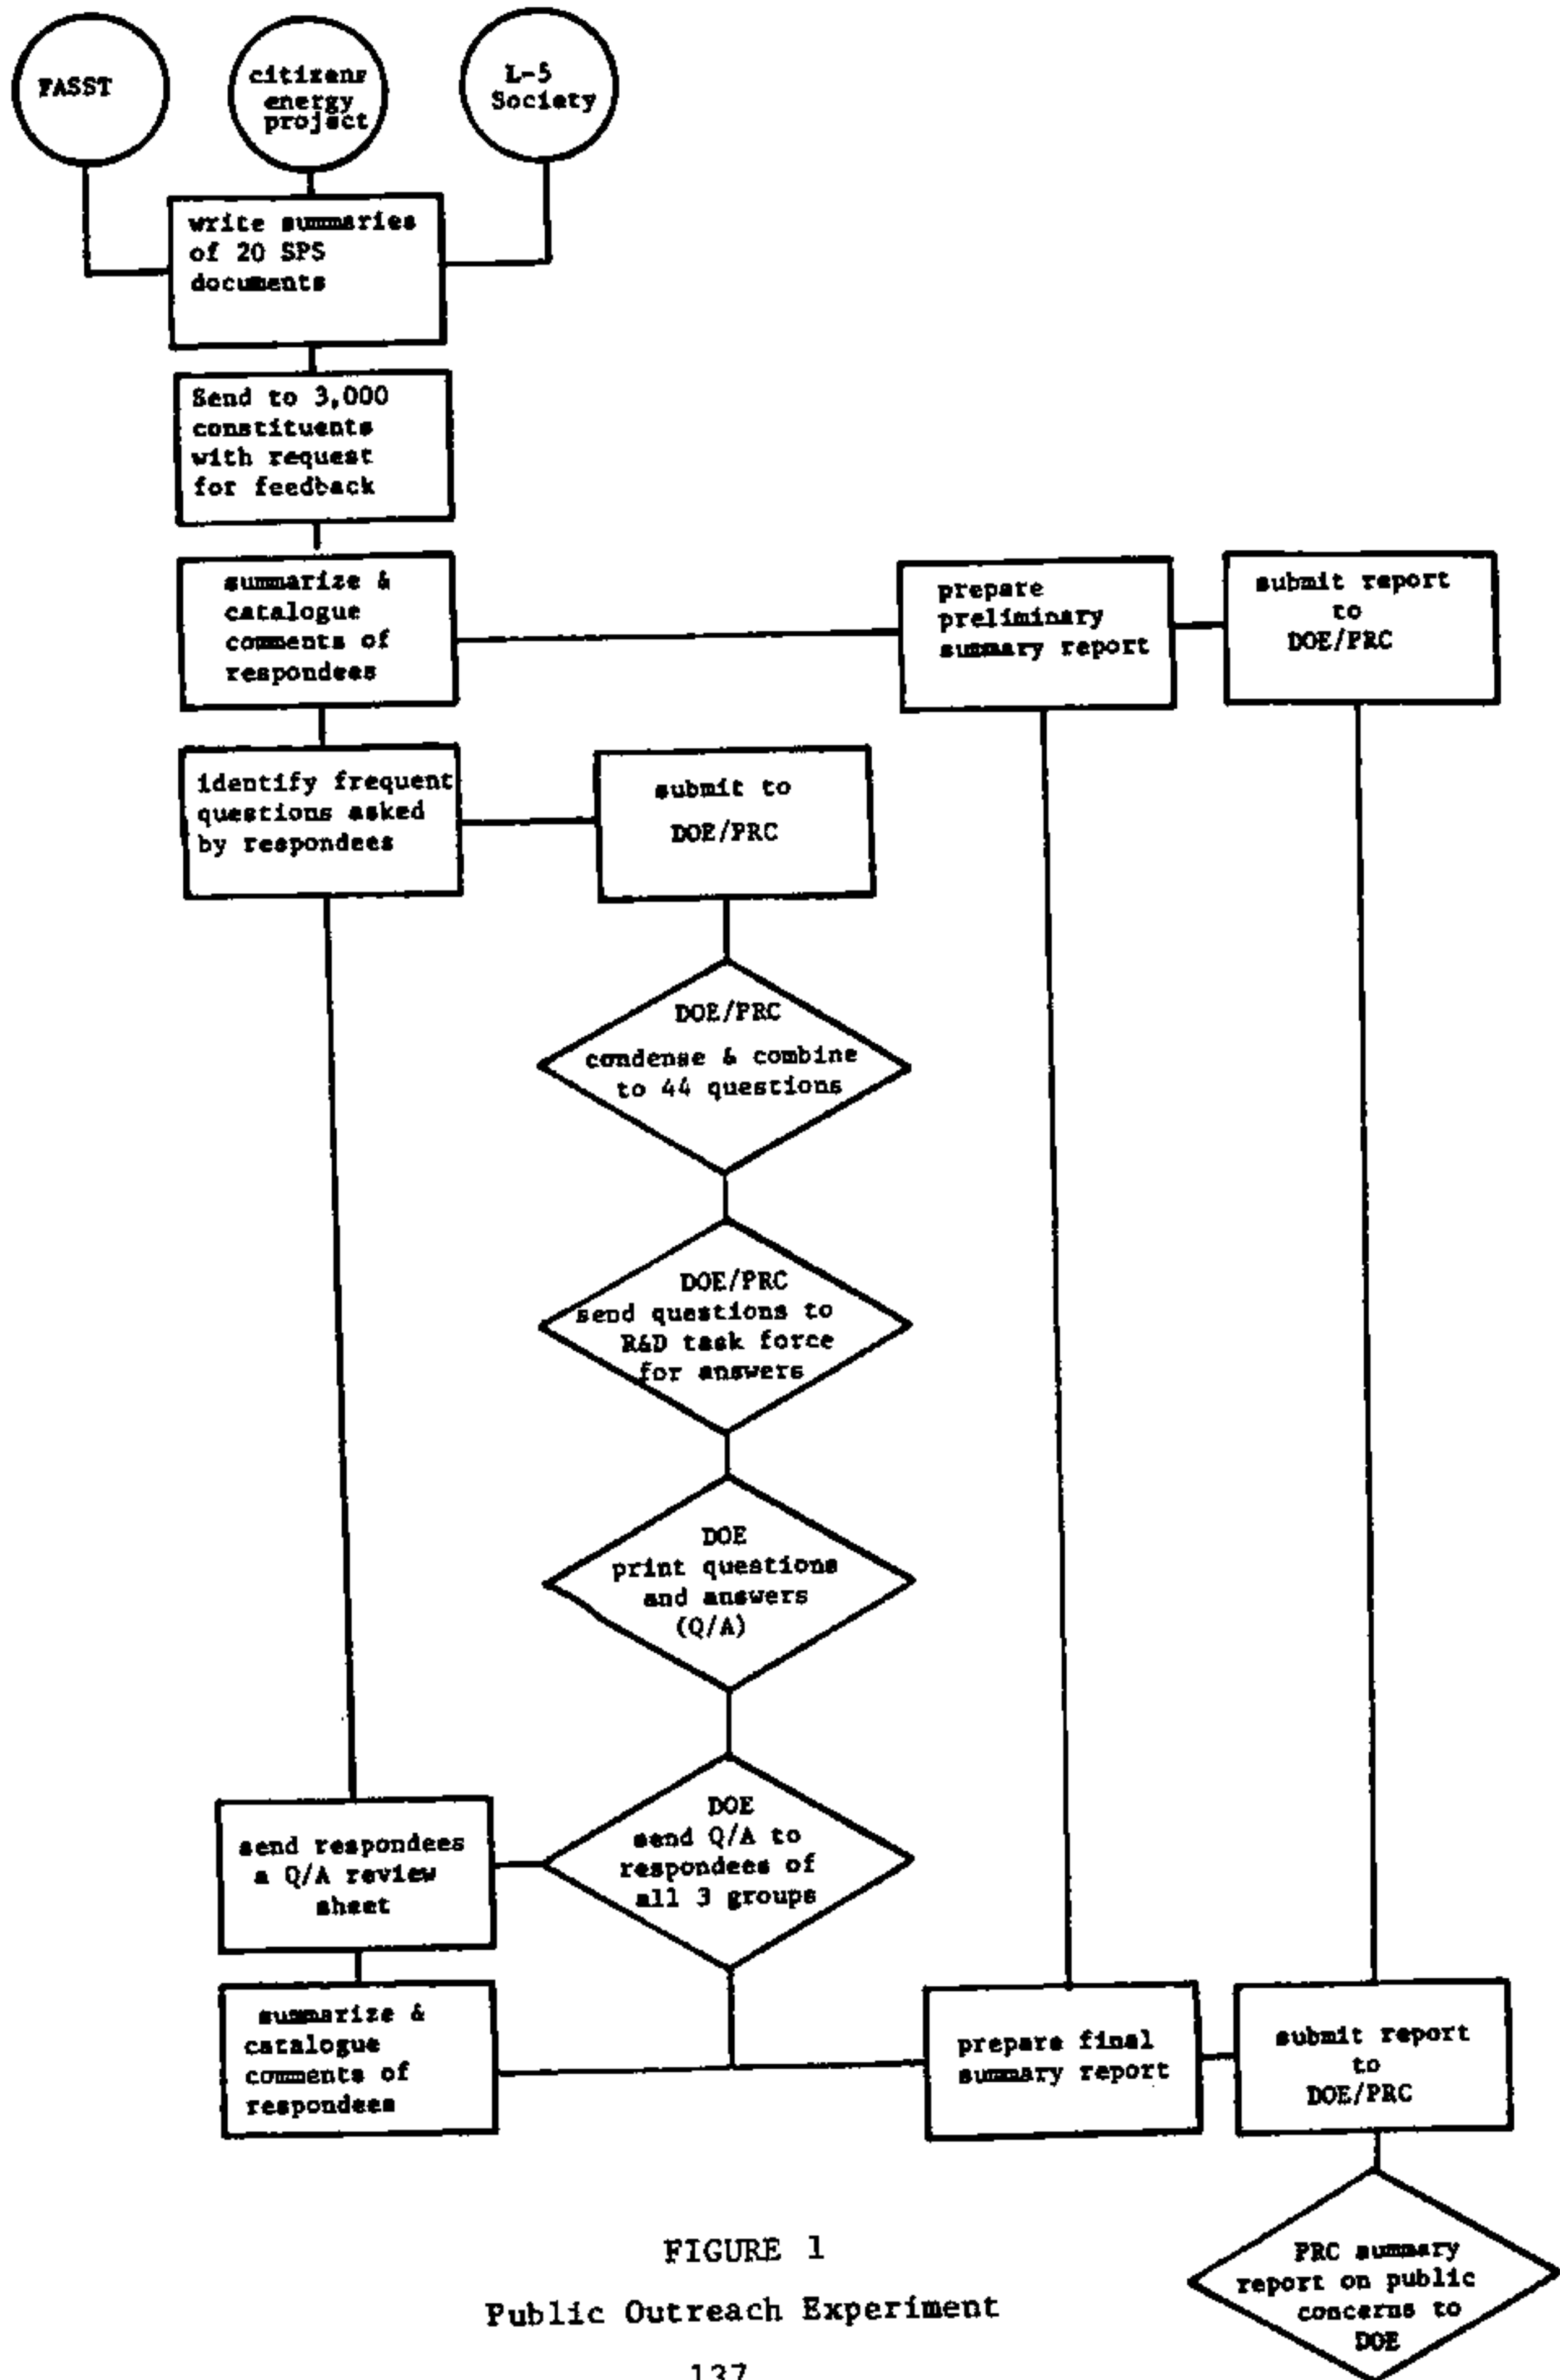 FASST
citizens
energy
project
L-5
Society
write summaries
of 20 SPS
documents
Send to 3,000
constituents
with request
for feedback
summarize &
catalogue
comments of
respondees
prepare
preliminary
summary report
submit report
to
DOE/PRC
identify frequent
questions asked
by respondees
submit to
DOE/PRC
DOE/PRC
condense & combine
to 44 questions
DOE/PRC
send questions to
R&D task force
for answers
DOE
print questions
and answers
(Q/A)
send respondees
a Q/A review
sheet
DOE
send Q/A to
respondees of
all 3 groups
summarize &
catalogue
comments of
respondees
prepare final
summary report
submit report
to
DOE/PRC
PRC summary
report on public
concerns to
DOE
FIGURE 1
Public Outreach Experiment
137